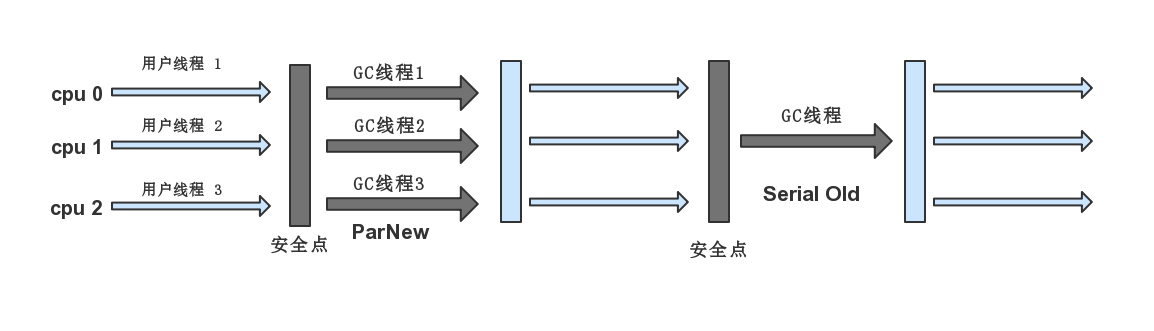 用户线程 1
GC线程1
cpu 0
GC线程
用户线程 2
GC线程2
cpu 1
用户线程 3
GC线程3
Serial Old
cpu 2
ParNew
安全点
安全点